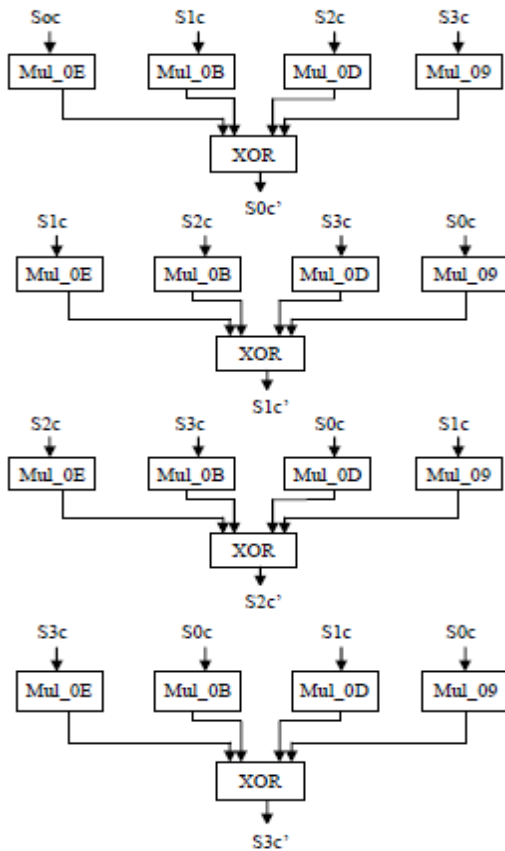 Soc S1c S2c S3c
Mul_0E Mul_0B Mul_0D Mul_09
XOR
S0c’
S1c S2c S3c S0c
Mul_0E Mul_0B Mul_0D Mul_09
XOR
S1c’
S2c S3c S0c S1c
Mul_0E Mul_0B Mul_0D Mul_09
XOR
S2c’
S3c S0c S1c S0c
Mul_0E Mul_0B Mul_0D Mul_09
XOR
S3c’